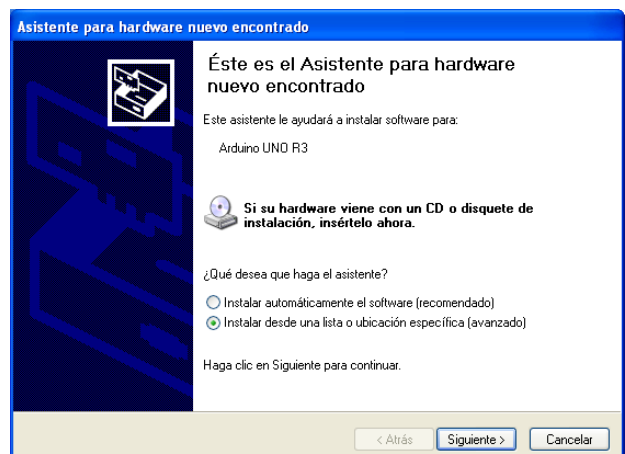 Asistente para hardware nuevo encontrado
Éste es el Asistente para hardware
nuevo encontrado
Este asistente le ayudará a instalar software para:
Arduino UNO R3
Si su hardware viene con un CD o disquete de
instalación, insértelo ahora.
¿Qué desea que haga el asistente?
Instalar automáticamente el software (recomendado)
Instalar desde una lista o ubicación específica (avanzado)
Haga clic en Siguiente para continuar.
< Atrás Siguiente > Cancelar